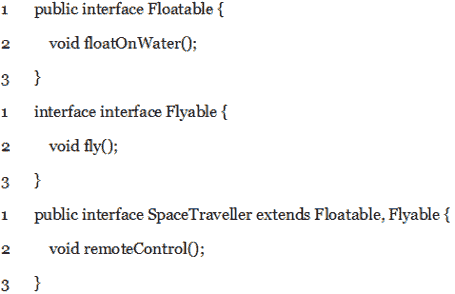 1 public interface Floatable {
2 void floatOnWater();
3 }
1 interface interface Flyable {
2 void fly();
3 }
1 public interface SpaceTraveller extends Floatable, Flyable {
2 void remoteControl();
3 }